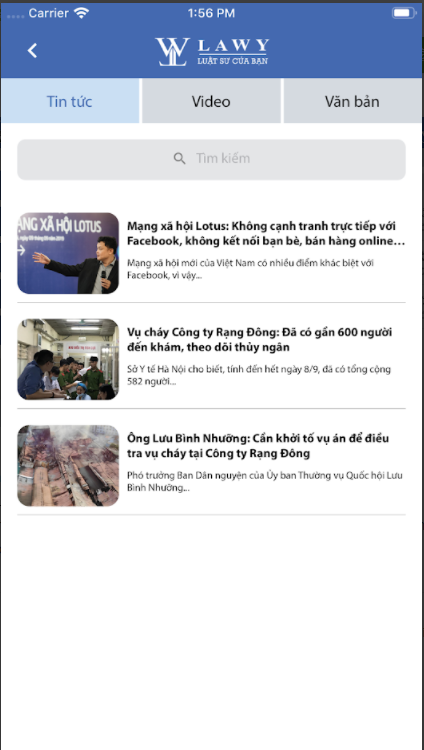 Carrier 1:56 PM
LAWY
LUẬT SƯ CỦA BẠN
Tin tức Video Văn bản
Tìm kiếm
ẠNG XÃ HỘI LOTUS
Mạng xã hội Lotus: Không cạnh tranh trực tiếp với
Facebook, không kết nối bạn bè, bán hàng online...
Mạng xã hội mới của Việt Nam có nhiều điểm khác biệt với
Facebook, vì vậy...
Vụ cháy Công ty Rạng Đông: Đã có gần 600 người
đến khám, theo dõi thủy ngân
Sở Y tế Hà Nội cho biết, tính đến hết ngày 8/9, đã có tổng cộng
582 người...
Ông Lưu Bình Nhưỡng: Cần khởi tố vụ án để điều
tra vụ cháy tại Công ty Rạng Đông
Phó trưởng Ban Dân nguyện của Ủy ban Thường vụ Quốc hội Lưu
Bình Nhưỡng...